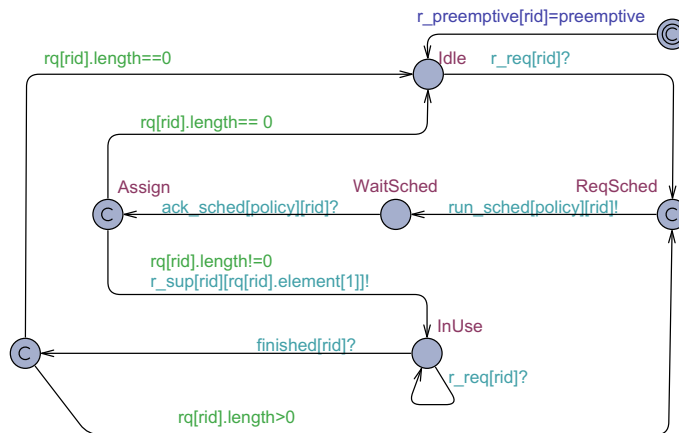 r_preemptive[rid]=preemptive
C
rq[rid].length==0
Idle
r_req[rid]?
rq[rid].length== 0
Assign
WaitSched
ReqSched
C
ack_sched[policy][rid]?
run_sched[policy][rid]!
C
rq[rid].length!=0
r_sup[rid][rq[rid].element[1]]!
InUse
C
finished[rid]?
r_req[rid]?
rq[rid].length>0